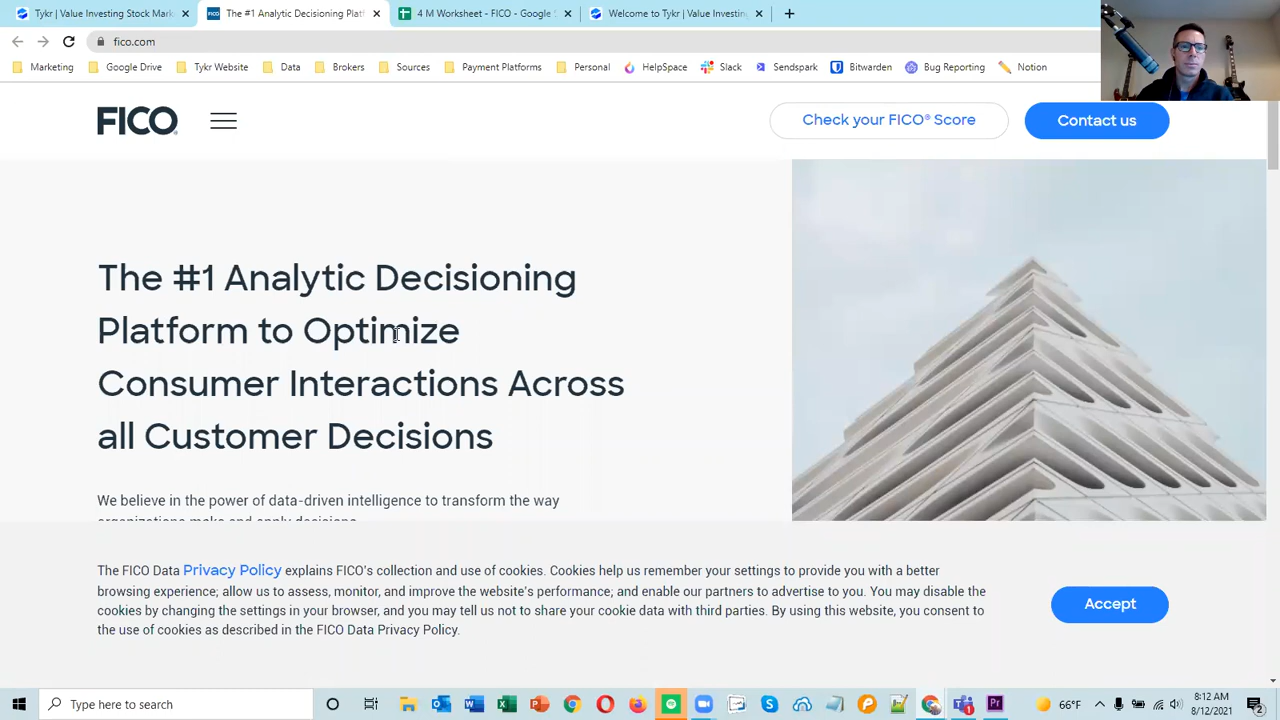 Tykr | Value Investing Stock Mark
The #1 Analytic Decisioning Plat
4 M Worksheet - FICO - Google S
Welcome to Tykr | Value Investing
fico.com
Marketing
Google Drive
Tykr Website
Data
Brokers
Sources
Payment Platforms
Personal
HelpSpace
Slack
Sendspark
Bitwarden
Bug Reporting
Notion
FICO
Check your FICO® Score
Contact us
The #1 Analytic Decisioning
Platform to Optimize
Consumer Interactions Across
all Customer Decisions
We believe in the power of data-driven intelligence to transform the way
organizations make and apply decisions.
The FICO Data Privacy Policy explains FICO's collection and use of cookies. Cookies help us remember your settings to provide you with a better
browsing experience; allow us to assess, monitor, and improve the website's performance; and enable our partners to advertise to you. You may disable the
cookies by changing the settings in your browser, and you may tell us not to share your cookie data with third parties. By using this website, you consent to
the use of cookies as described in the FICO Data Privacy Policy.
Accept
Type here to search
66°F
8:12 AM
8/12/2021